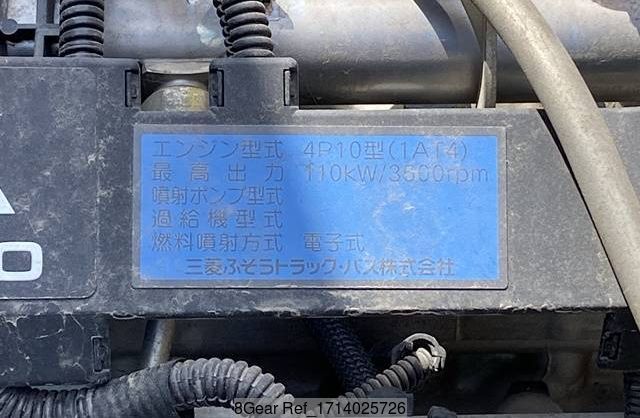 エンジン型式 4P10型(1AT4)
最高出力 110kW/3500rpm
噴射ポンプ型式
過給機型式
燃料噴射方式 電子式
三菱ふそうトラック・バス株式会社
8Gear Ref_1714025726